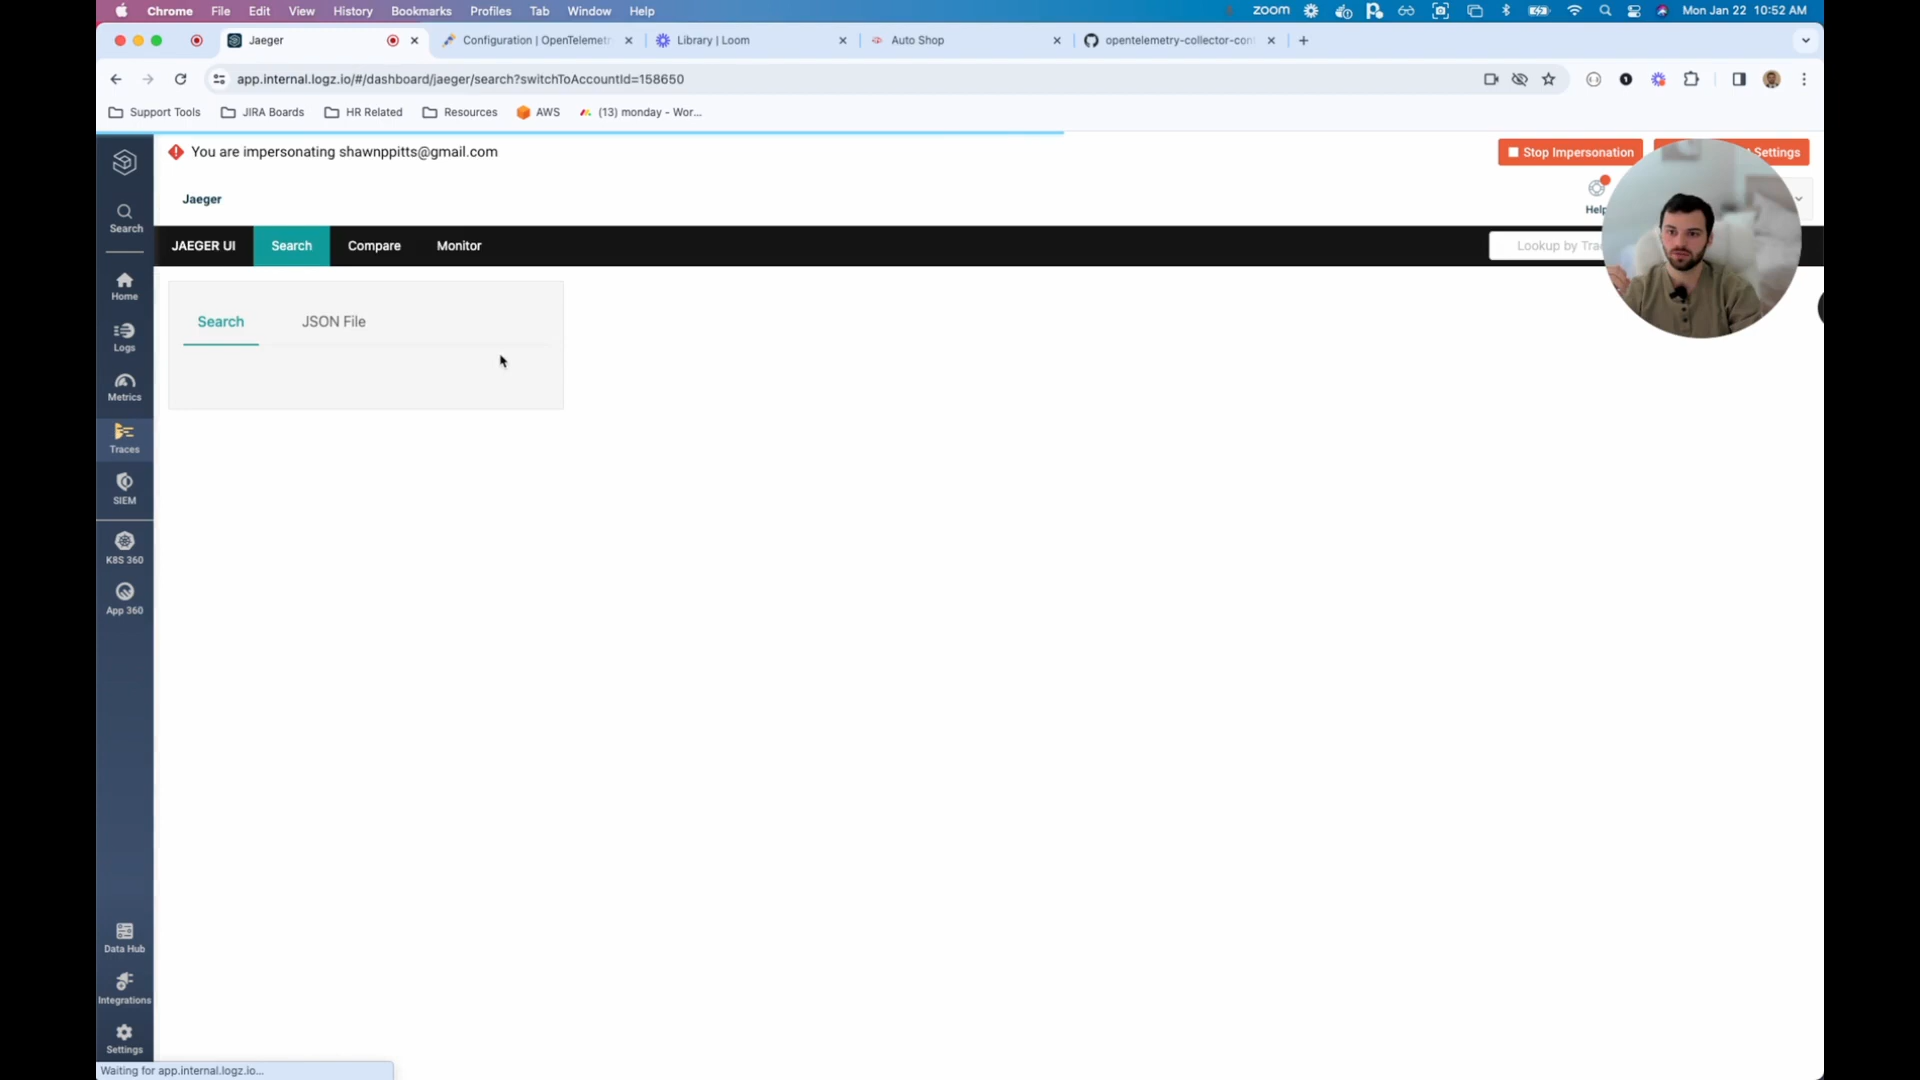 Chrome File Edit View History Bookmarks Profiles Tab Window Help
zoom
Mon Jan 22 10:52 AM
Jaeger
Configuration | OpenTelemetr
Library | Loom
Auto Shop
opentelemetry-collector-con
app.internal.logz.io/#/dashboard/jaeger/search?switchToAccountId=158650
Support Tools
JIRA Boards
HR Related
Resources
AWS
(13) monday - Wor...
You are impersonating shawnppitts@gmail.com
Stop Impersonation
Settings
Jaeger
Help
JAEGER UI
Search
Compare
Monitor
Lookup by Tra
Search
JSON File
Search
Home
Logs
Metrics
Traces
SIEM
K8S 360
App 360
Data Hub
Integrations
Settings
Waiting for app.internal.logz.io...